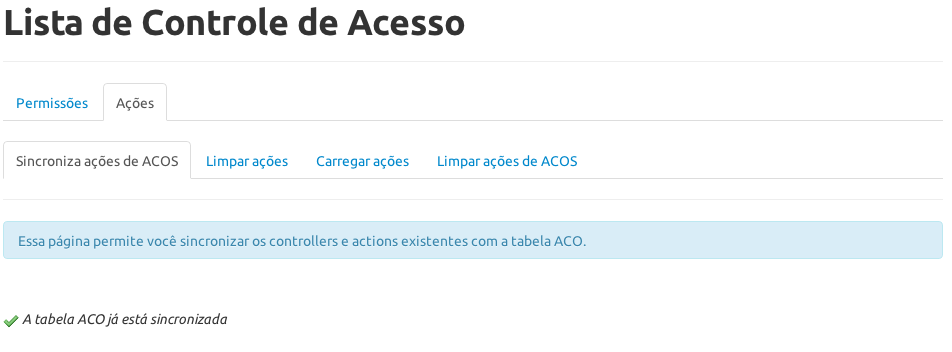 Lista de Controle de Acesso
Permissões Ações
Sincroniza ações de ACOS Limpar ações Carregar ações Limpar ações de ACOS
Essa página permite você sincronizar os controllers e actions existentes com a tabela ACO.
A tabela ACO já está sincronizada